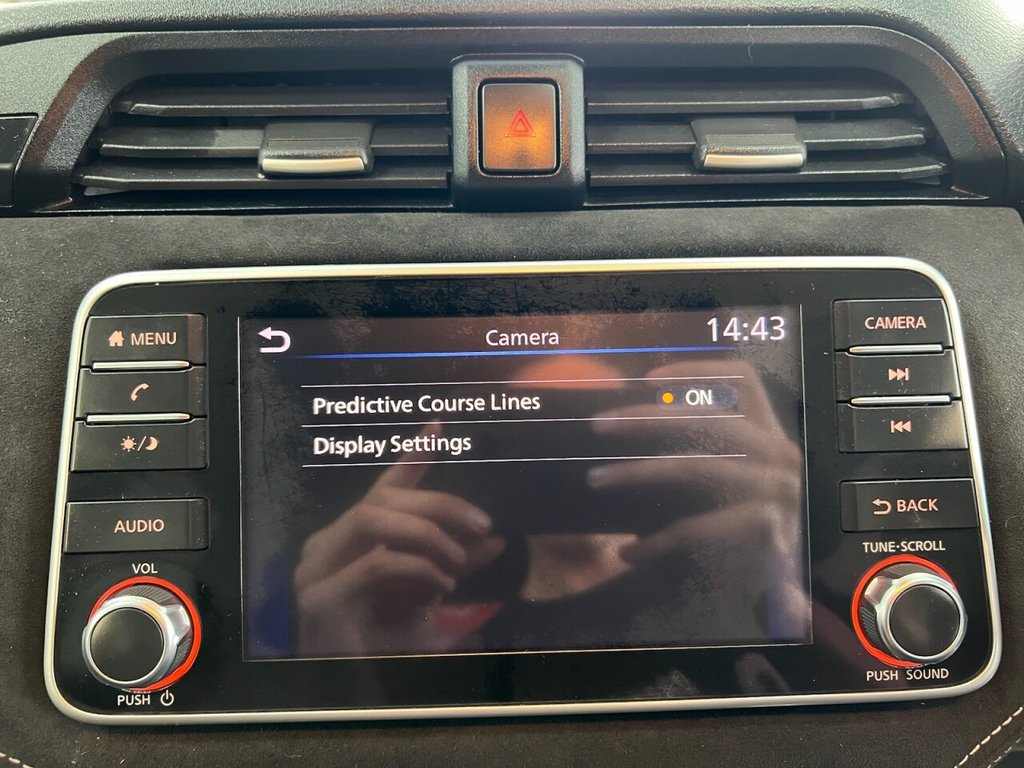 MENU
AUDIO
VOL
PUSH
Camera
14:43
Predictive Course Lines
ON
Display Settings
CAMERA
BACK
TUNE·SCROLL
PUSH SOUND